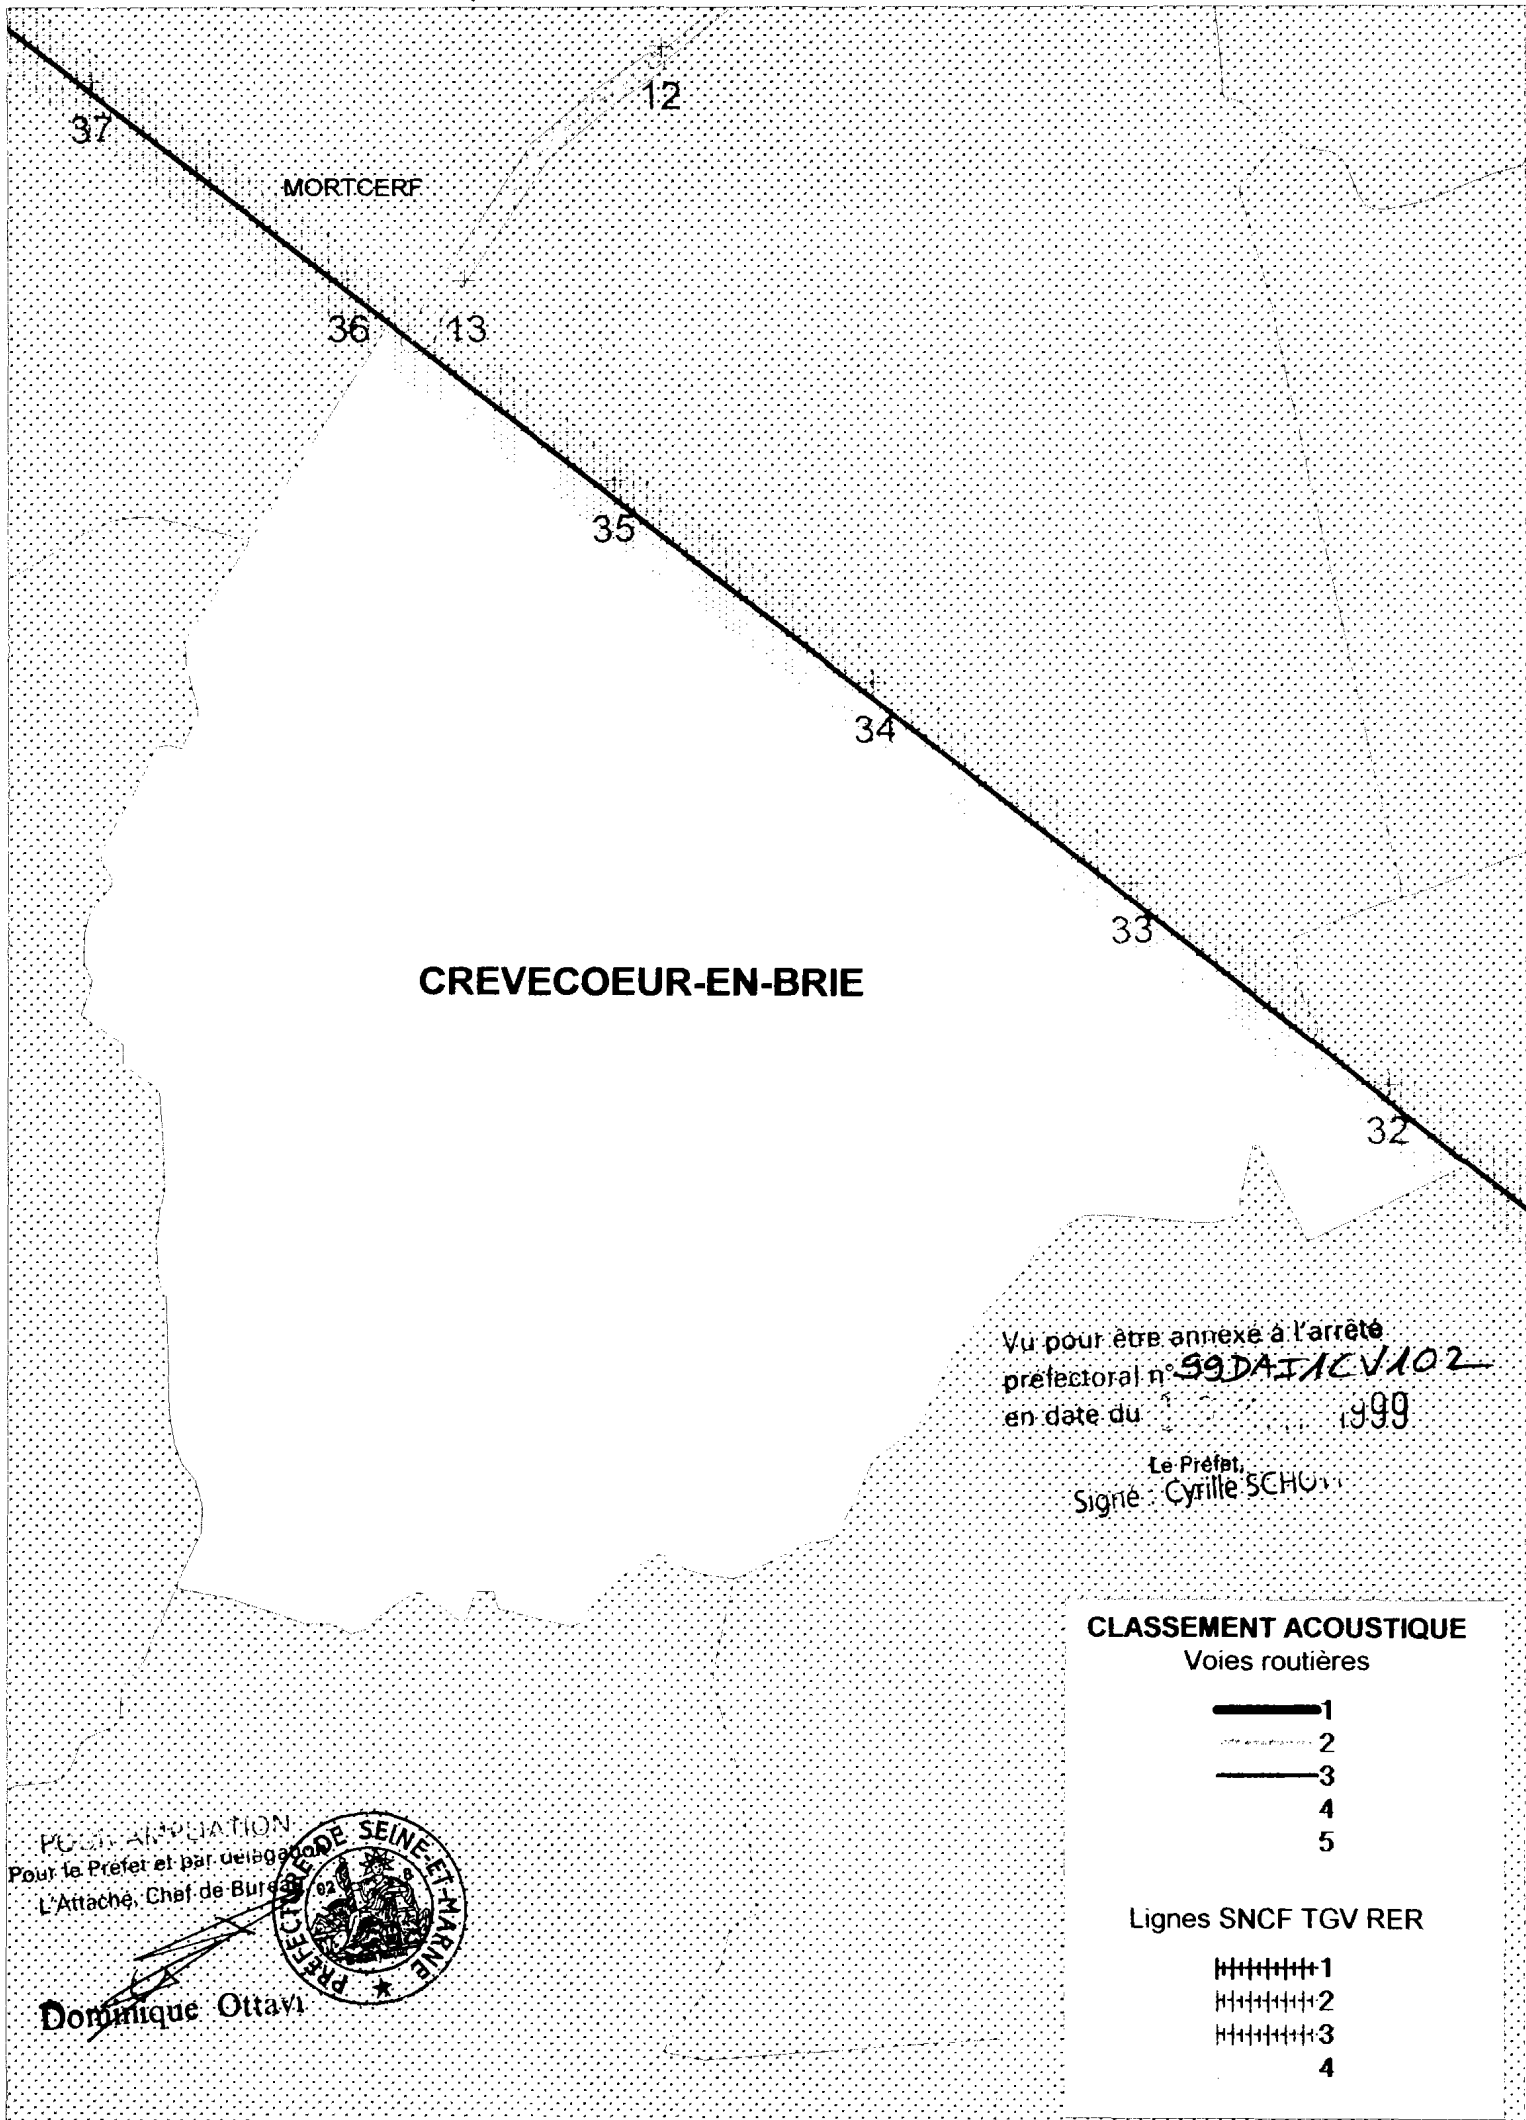 12
37
MORTCERF
36
13
35
34
33
CREVECOEUR-EN-BRIE
32
Vu pour être annexé à l'arrêté
préfectoral n° 99DAI1CV102
en date du 1999
Le Préfet,
Signé : Cyrille
CLASSEMENT ACOUSTIQUE
Voies routières
1
2
3
4
5
Lignes SNCF TGV RER
1
2
3
4
POUR AMPLIATION
Pour le Préfet et par délégation
L'Attaché, Chef de Bureau
PRÉFECTURE DE SEINE-ET-MARNE
Dominique Ottavi